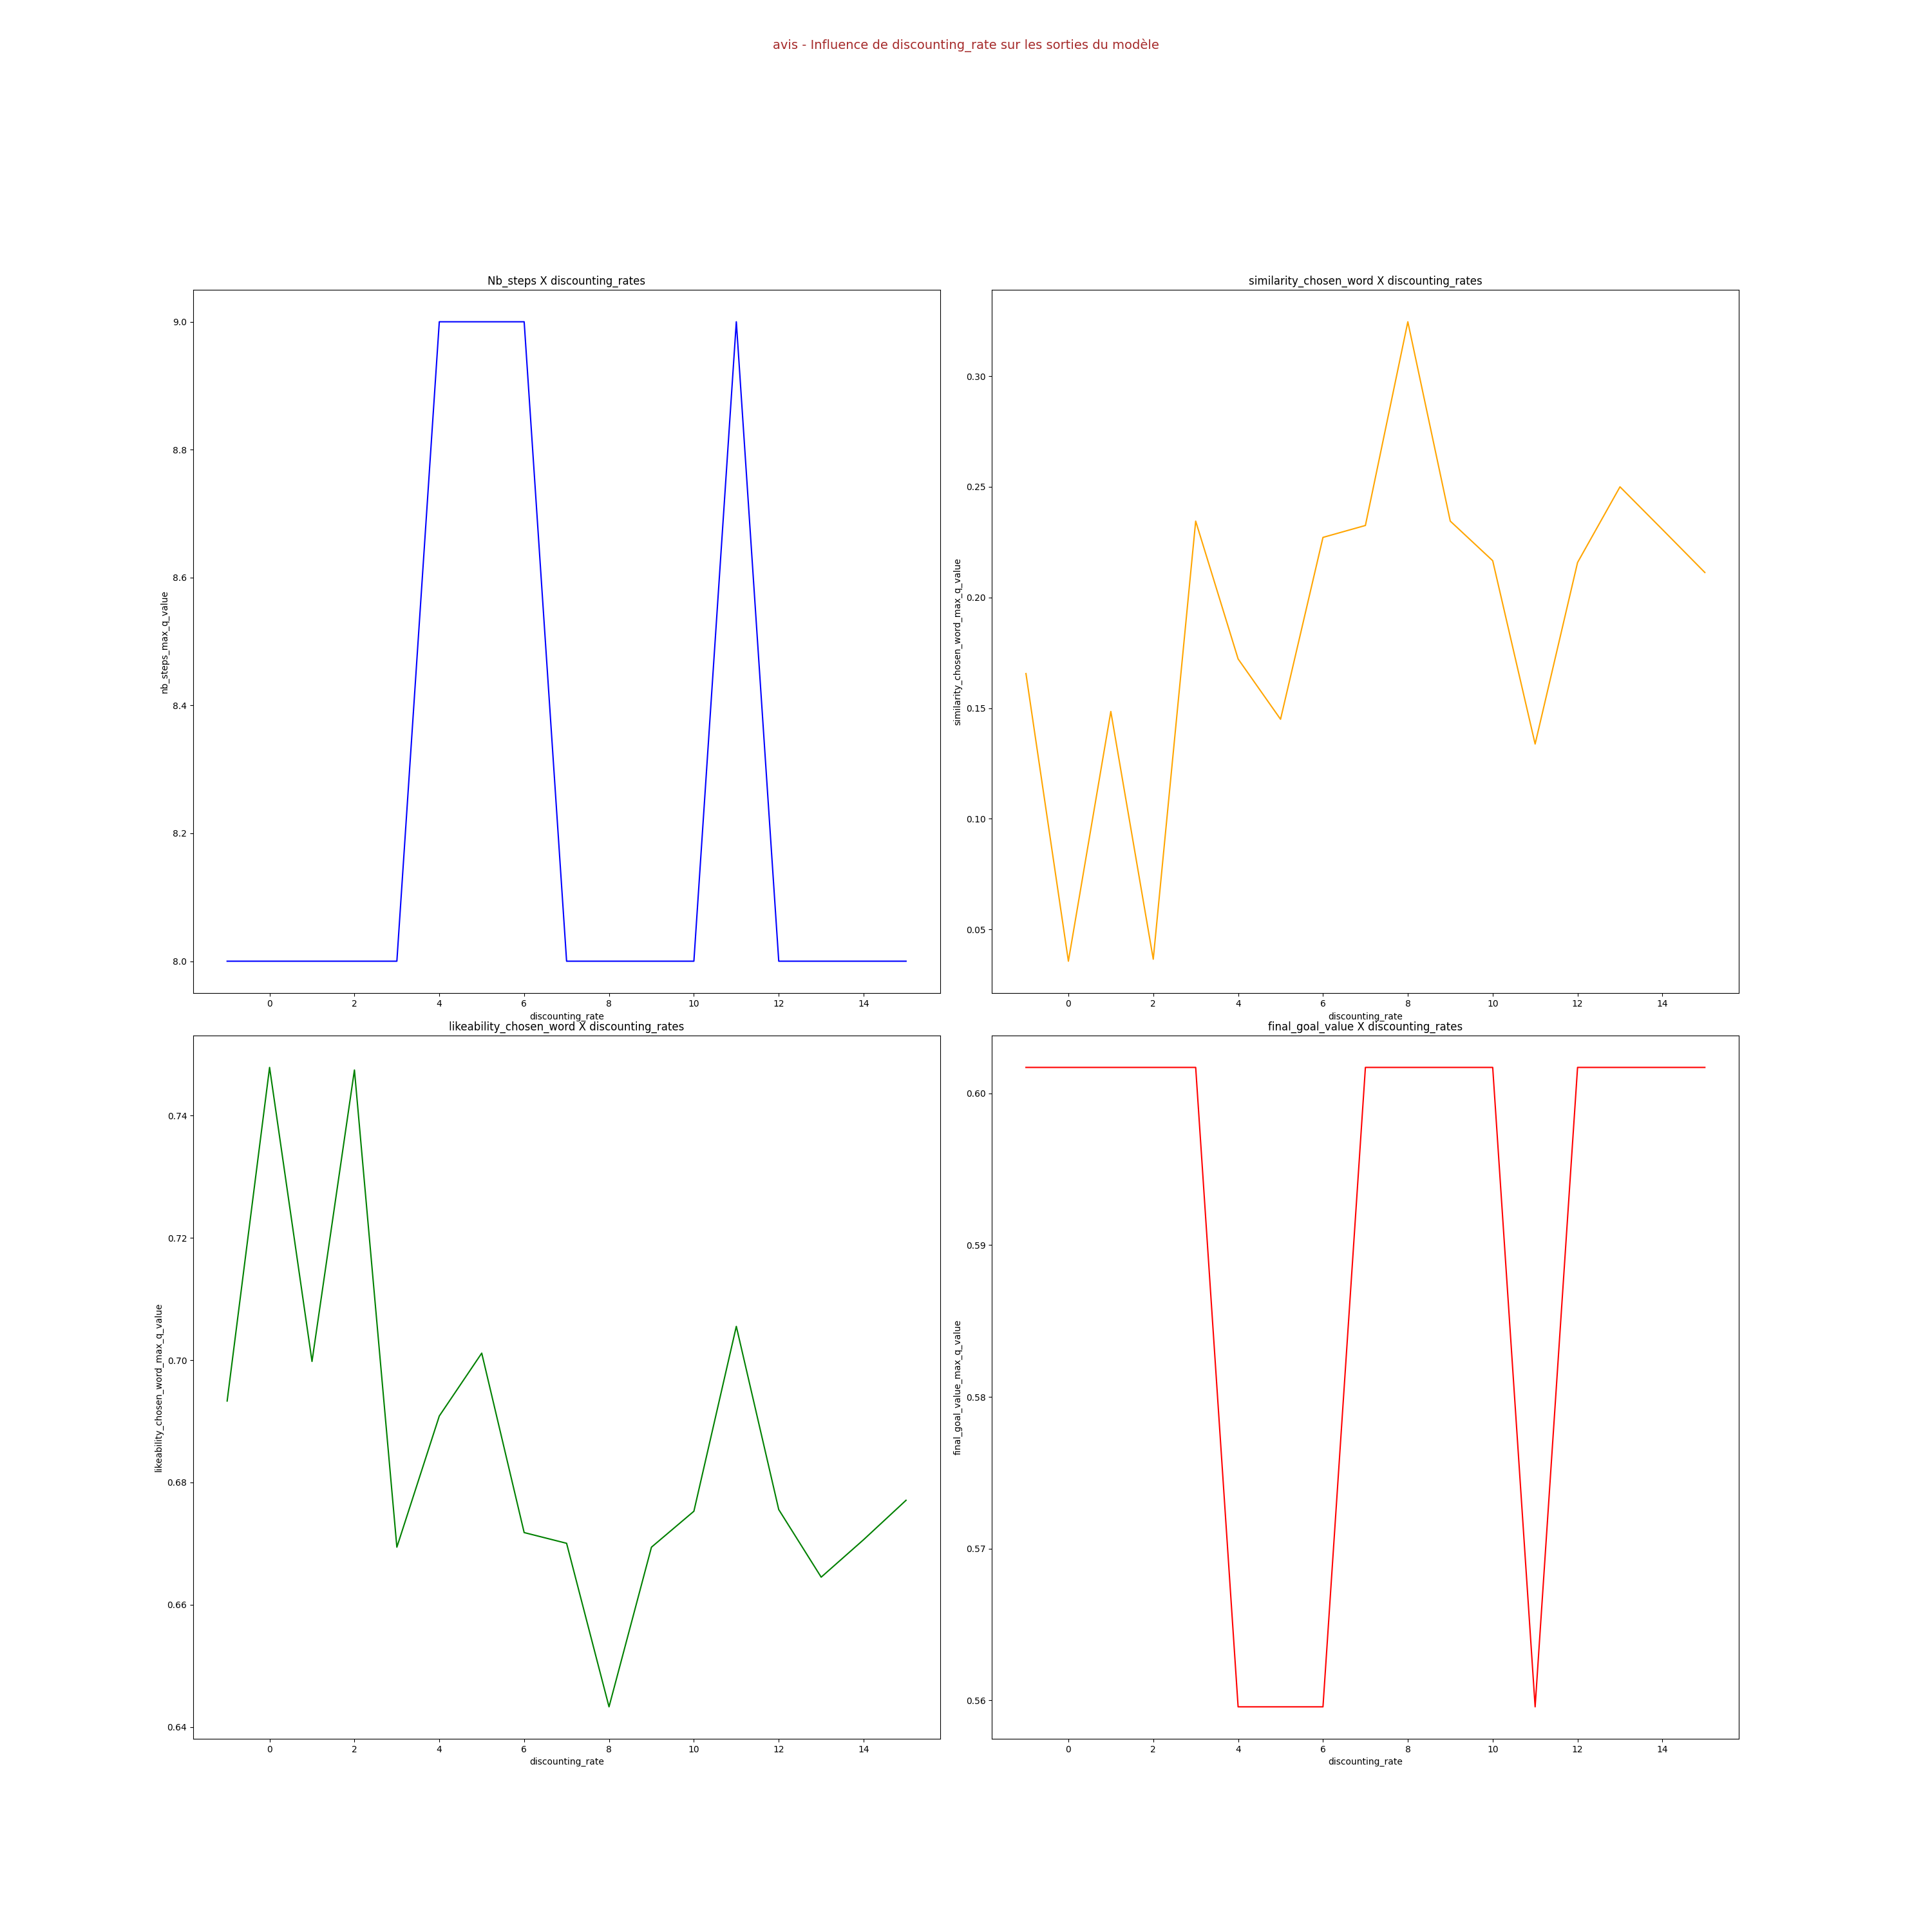 avis - Influence de discounting_rate sur les sorties du modèle
Nb_steps X discounting_rates
nb_steps_max_q_value
9.0
8.8
8.6
8.4
8.2
8.0
0 2 4 6 8 10 12 14
discounting_rate
similarity_chosen_word X discounting_rates
similarity_chosen_word_max_q_value
0.30
0.25
0.20
0.15
0.10
0.05
0 2 4 6 8 10 12 14
discounting_rate
likeability_chosen_word X discounting_rates
likeability_chosen_word_max_q_value
0.74
0.72
0.70
0.68
0.66
0.64
0 2 4 6 8 10 12 14
discounting_rate
final_goal_value X discounting_rates
final_goal_value_max_q_value
0.60
0.59
0.58
0.57
0.56
0 2 4 6 8 10 12 14
discounting_rate